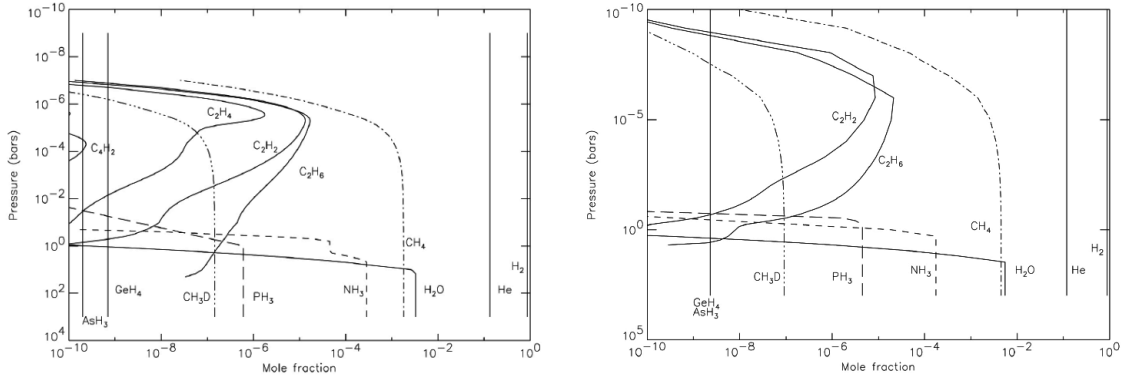 10^-10
10^-8
10^-6
10^-4
10^-2
10^0
10^2
10^4
Pressure (bars)
C2H4
C4H2
C2H2
C2H6
CH4
H2
GeH4
CH3D
PH3
NH3
H2O
He
AsH3
10^-10
10^-8
10^-6
10^-4
10^-2
10^0
Mole fraction
10^-10
10^-5
10^0
10^5
Pressure (bars)
C2H2
C2H6
CH4
H2
CH3D
PH3
NH3
H2O
He
GeH4
AsH3
10^-10
10^-8
10^-6
10^-4
10^-2
10^0
Mole fraction